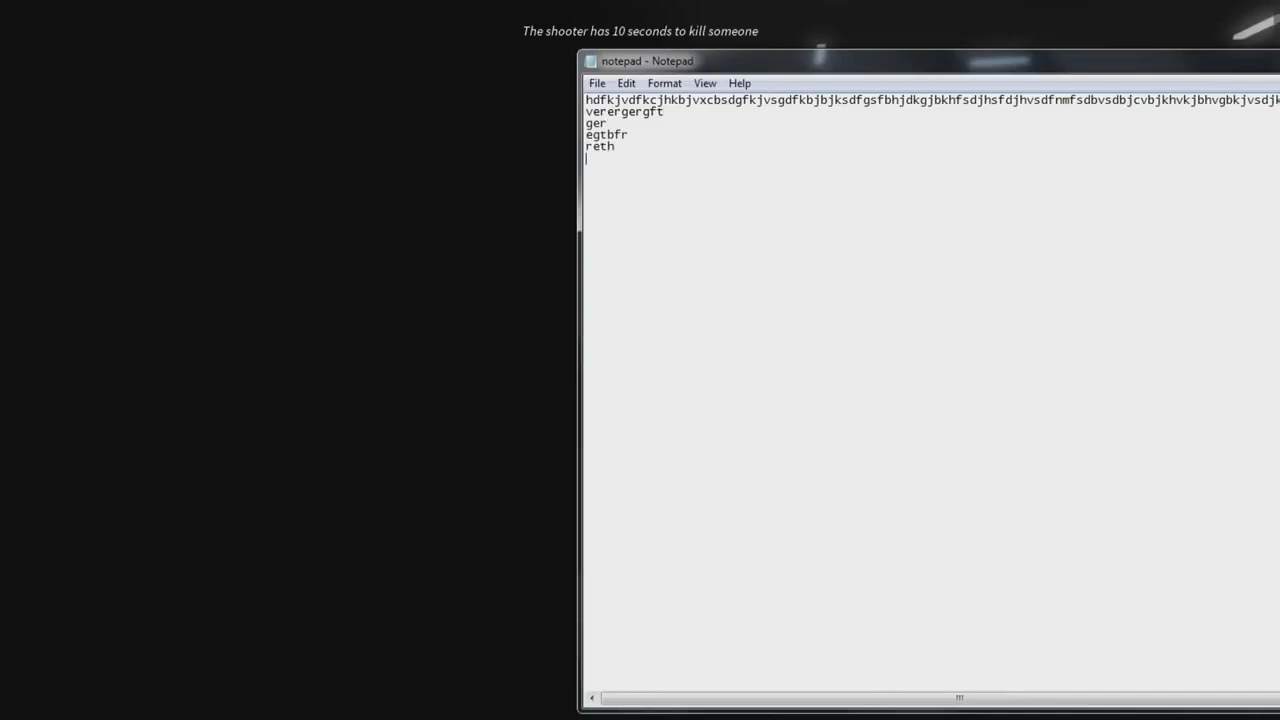 The shooter has 10 seconds to kill someone
notepad - Notepad
File Edit Format View Help
hdfkjvdfkcjhkbjvxcbsdgfkjvsgdfkbjbjksdfgsfbhjdkgjbkhfsdjhsfdjhvsdfnmfsdbvsdbjcvbjkhvkjbhvgbkjvsdjk
verergergft
ger
egtbfr
reth